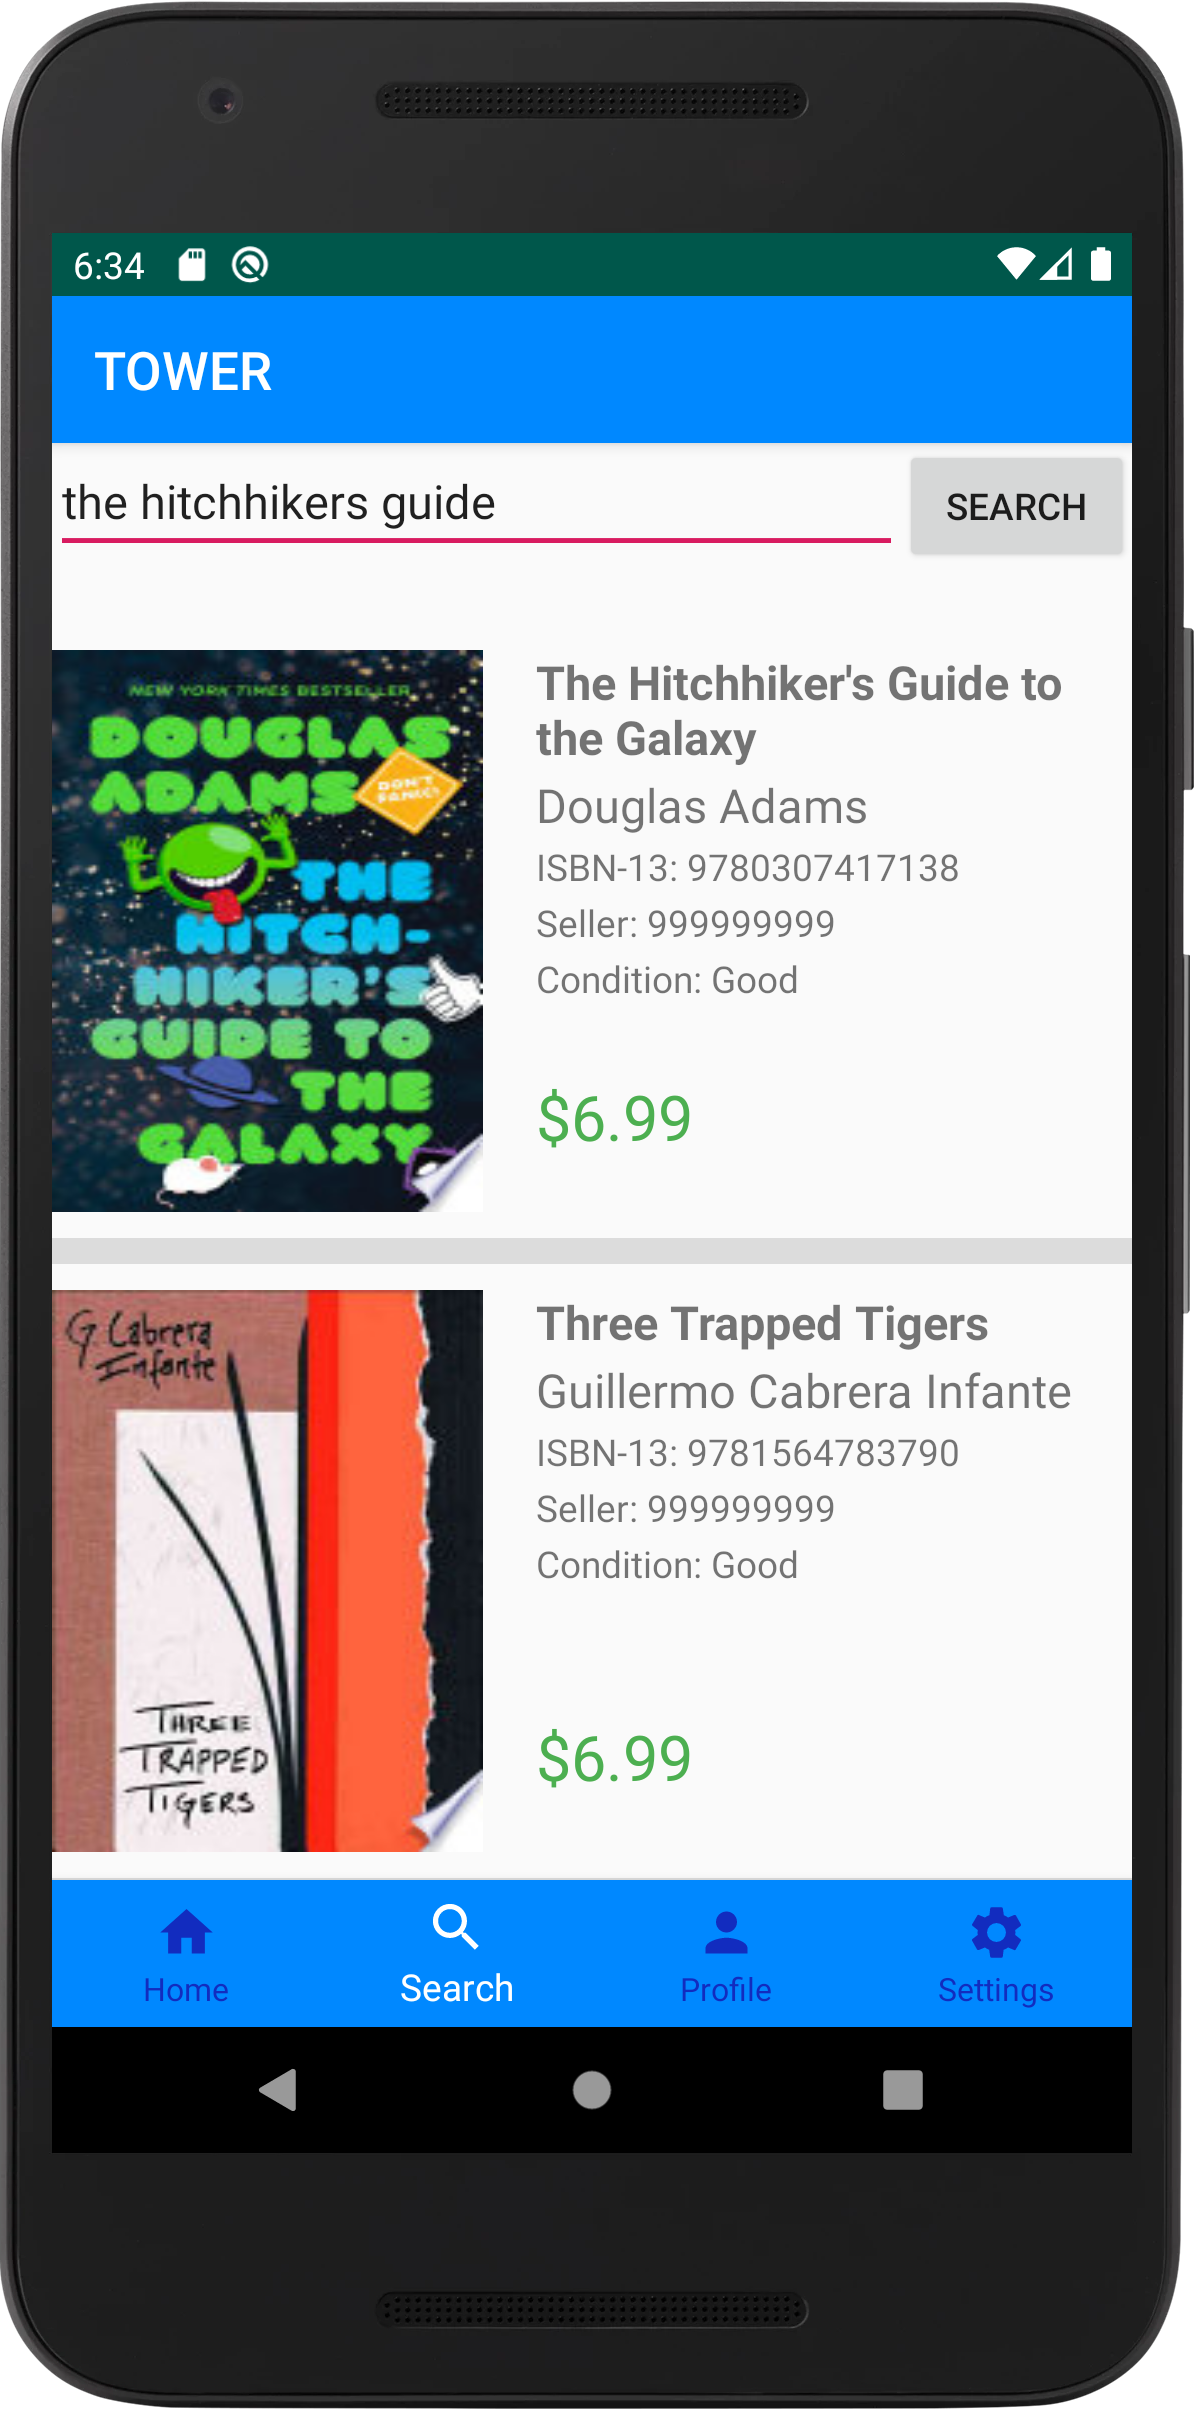 6:34
TOWER
the hitchhikers guide
SEARCH
NEW YORK TIMES BESTSELLER
DOUGLAS
ADAMS
DON'T
PANIC!
THE
HITCH-
HIKER'S
GUIDE TO
THE
GALAXY
The Hitchhiker's Guide to
the Galaxy
Douglas Adams
ISBN-13: 9780307417138
Seller: 999999999
Condition: Good
$6.99
G Cabrera
Infante
THREE
TRAPPED
TIGERS
Three Trapped Tigers
Guillermo Cabrera Infante
ISBN-13: 9781564783790
Seller: 999999999
Condition: Good
$6.99
Home
Search
Profile
Settings